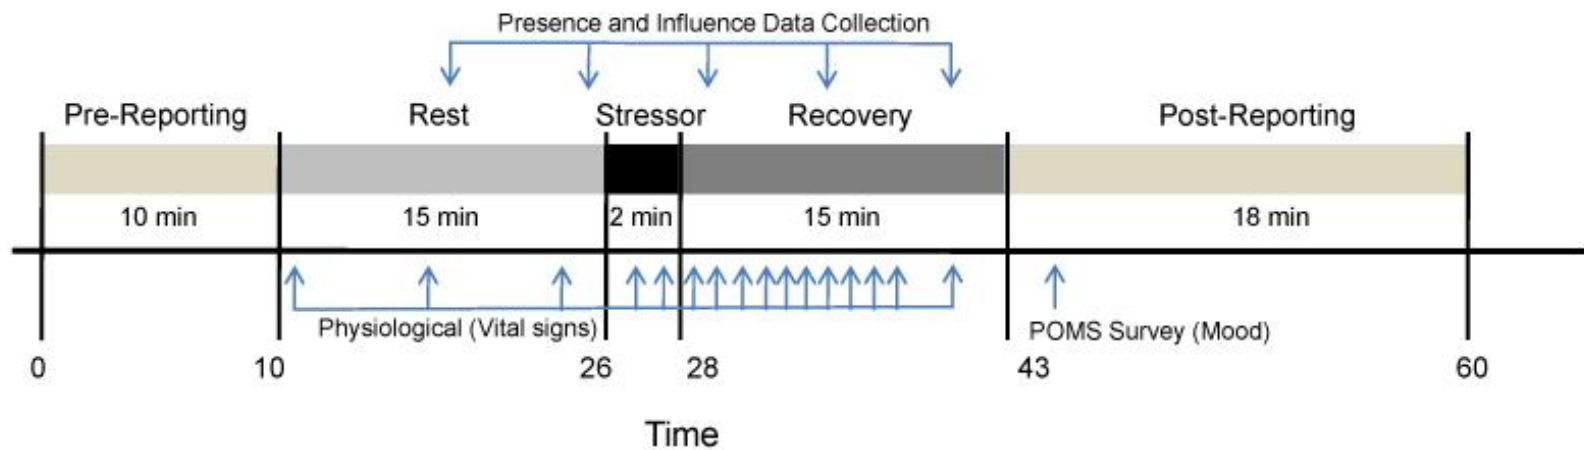 Presence and Influence Data Collection
Pre-Reporting Rest Stressor Recovery Post-Reporting
10 min 15 min 2 min 15 min 18 min
Physiological (Vital signs) POMS Survey (Mood)
0 10 26 28 43 60
Time